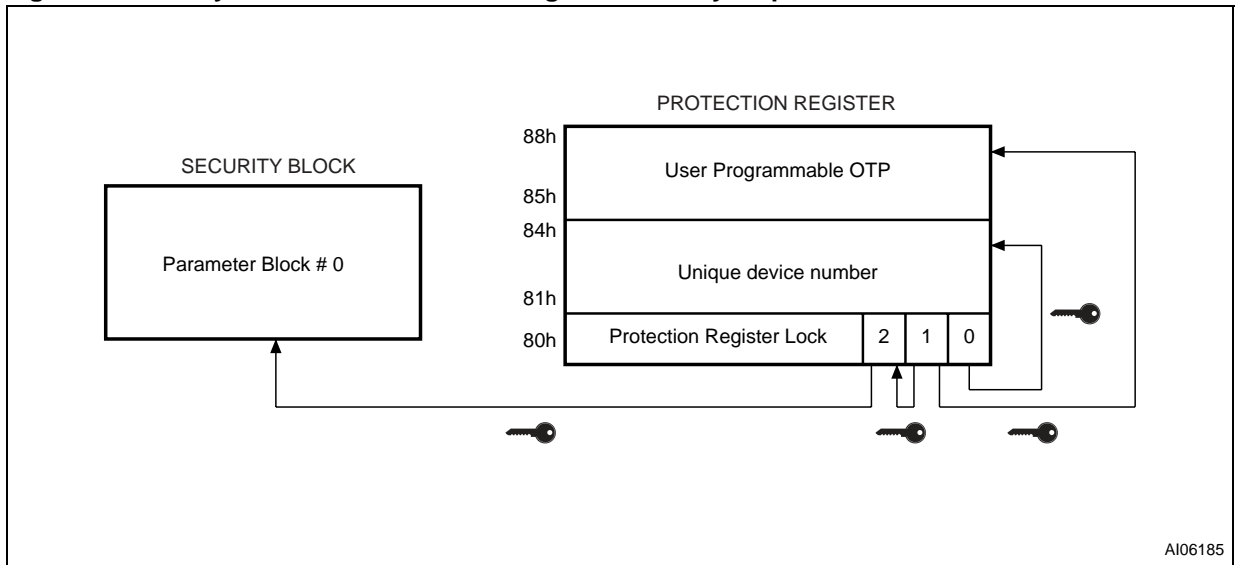 PROTECTION REGISTER
88h
User Programmable OTP
SECURITY BLOCK
85h
84h
Parameter Block # 0
Unique device number
81h
80h
Protection Register Lock 2 1 0
AI06185